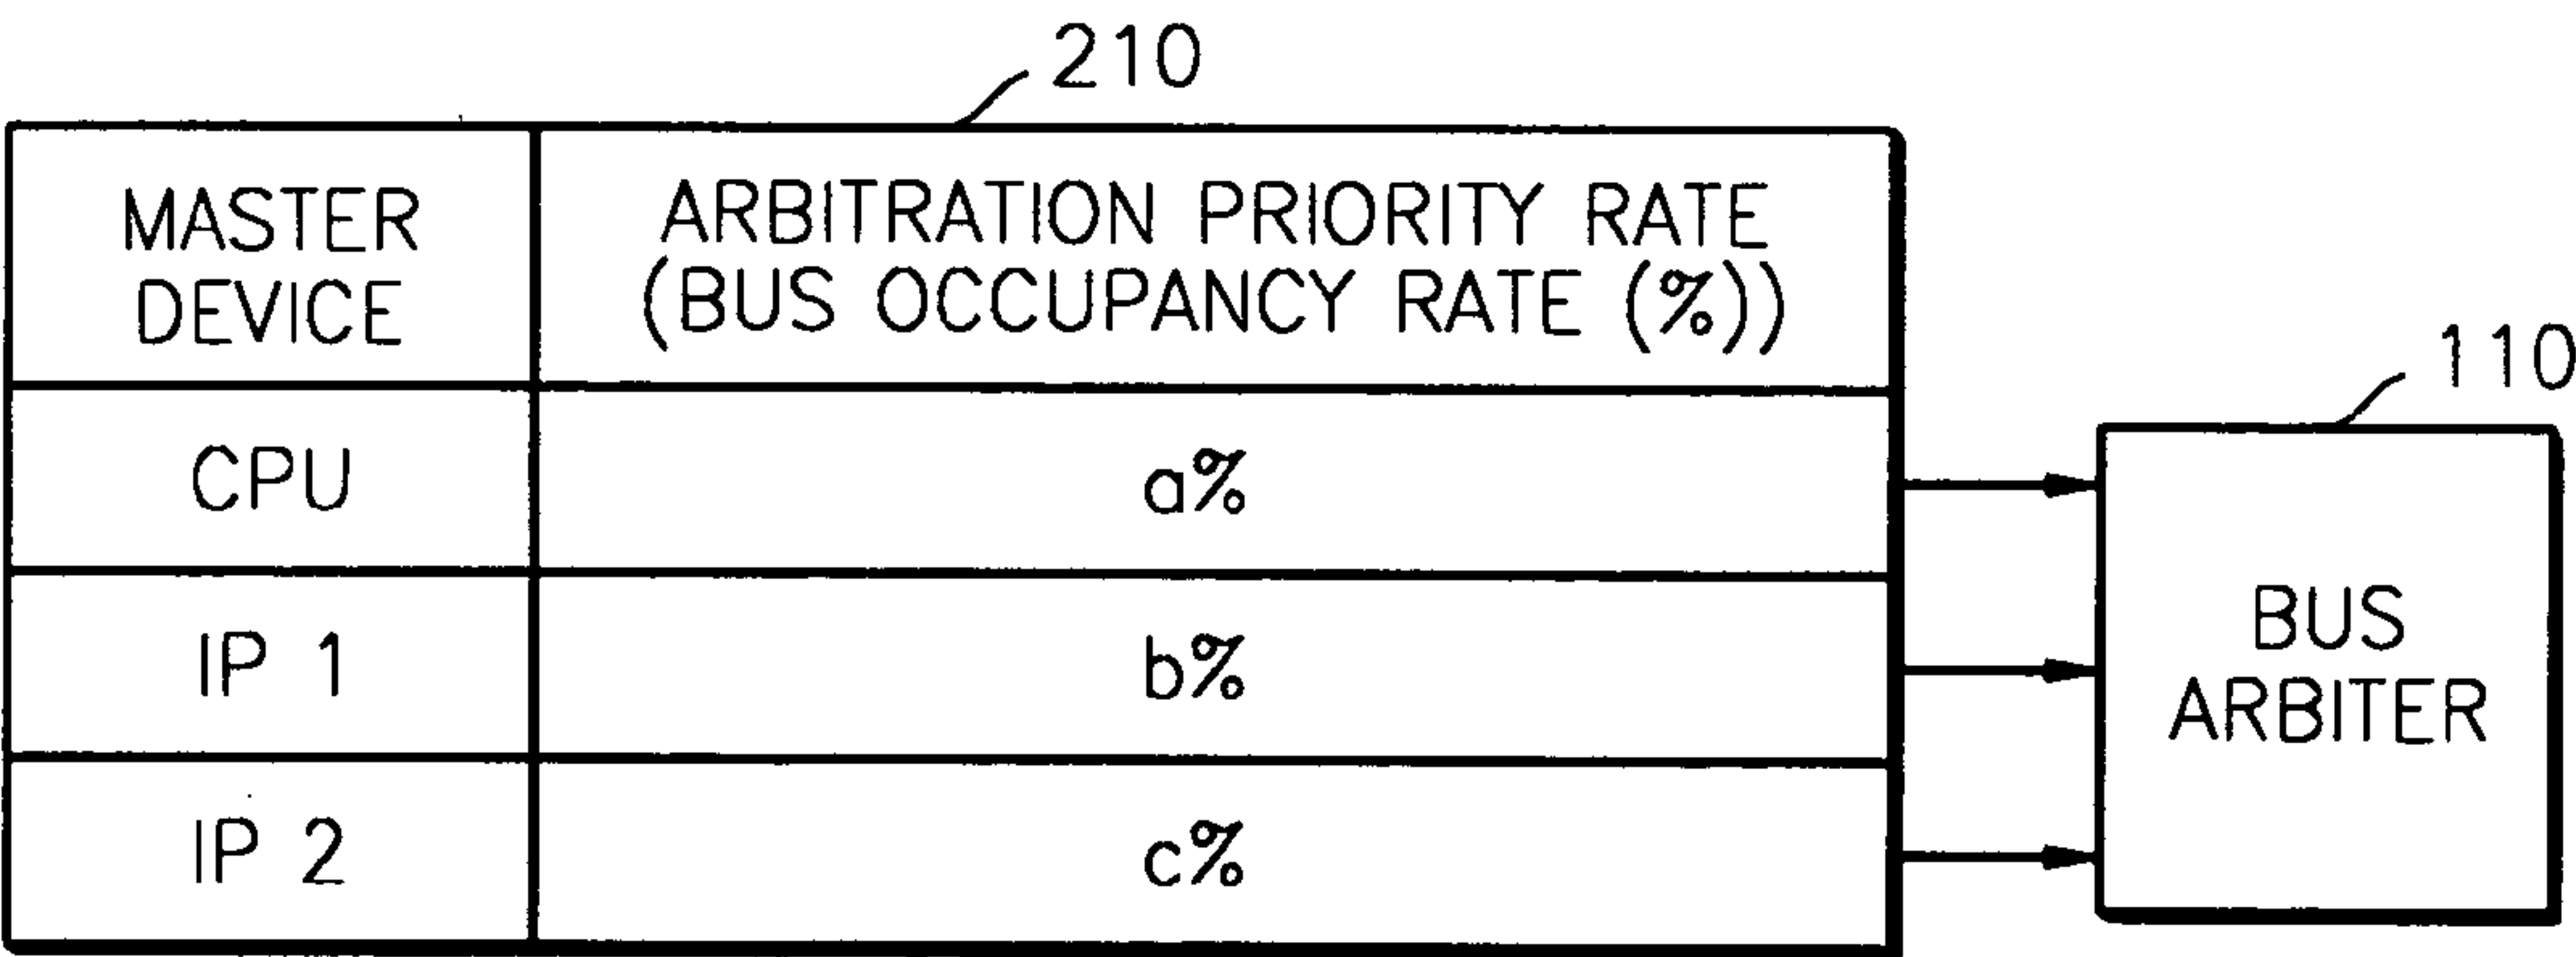 210
MASTER
DEVICE
ARBITRATION PRIORITY RATE
(BUS OCCUPANCY RATE (%))
CPU
a%
IP 1
b%
IP 2
c%
110
BUS
ARBITER